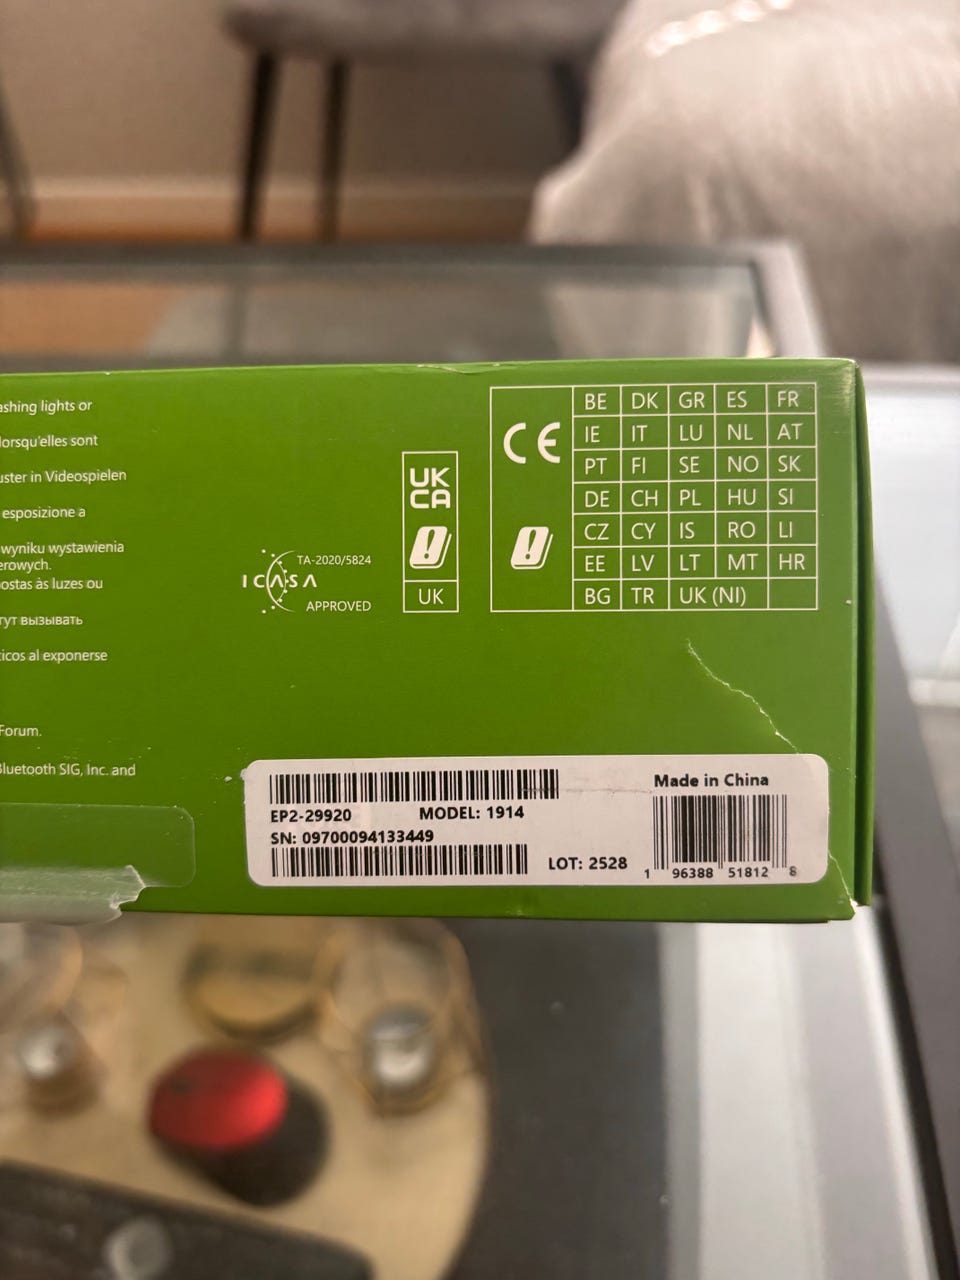 ashing lights or
lorsqu'elles sont
uster in Videospielen
esposizione a
wyniku wystawienia
erowych.
ostas às luzes ou
гут вызывать
ticos al exponerse
Forum.
Bluetooth SIG, Inc. and
TA-2020/5824
ICASA
APPROVED
UK
CA
UK
CE
BE DK GR ES FR
IE IT LU NL AT
PT FI SE NO SK
DE CH PL HU SI
CZ CY IS RO LI
EE LV LT MT HR
BG TR UK (NI)
Made in China
EP2-29920 MODEL: 1914
SN: 09700094133449
LOT: 2528
1 96388 51812 8